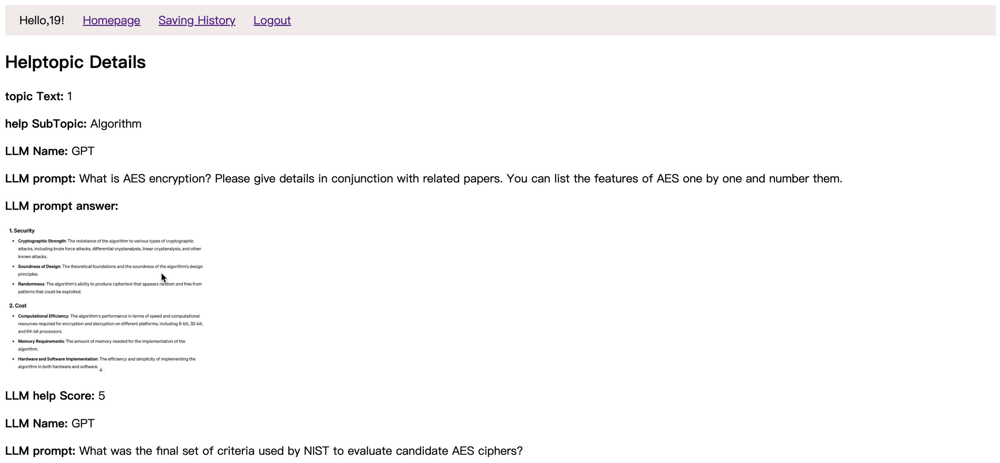 Hello,19! Homepage Saving History Logout
Helptopic Details
topic Text: 1
help SubTopic: Algorithm
LLM Name: GPT
LLM prompt: What is AES encryption? Please give details in conjunction with related papers. You can list the features of AES one by one and number them.
LLM prompt answer:
1. Security
• Cryptographic Strength: The resistance of the algorithm to various types of cryptographic
attacks, including brute force attacks, differential cryptanalysis, linear cryptanalysis, and other
known attacks.
• Soundness of Design: The theoretical foundations and the soundness of the algorithm's design
principles.
• Randomness: The algorithm's ability to produce ciphertext that appears random and free from
patterns that could be exploited.
2. Cost
• Computational Efficiency: The algorithm's performance in terms of speed and computational
resources required for encryption and decryption on different platforms, including 8-bit, 32-bit,
and 64-bit processors.
• Memory Requirements: The amount of memory needed for the implementation of the
algorithm.
• Hardware and Software Implementation: The efficiency and simplicity of implementing the
algorithm in both hardware and software.
LLM help Score: 5
LLM Name: GPT
LLM prompt: What was the final set of criteria used by NIST to evaluate candidate AES ciphers?